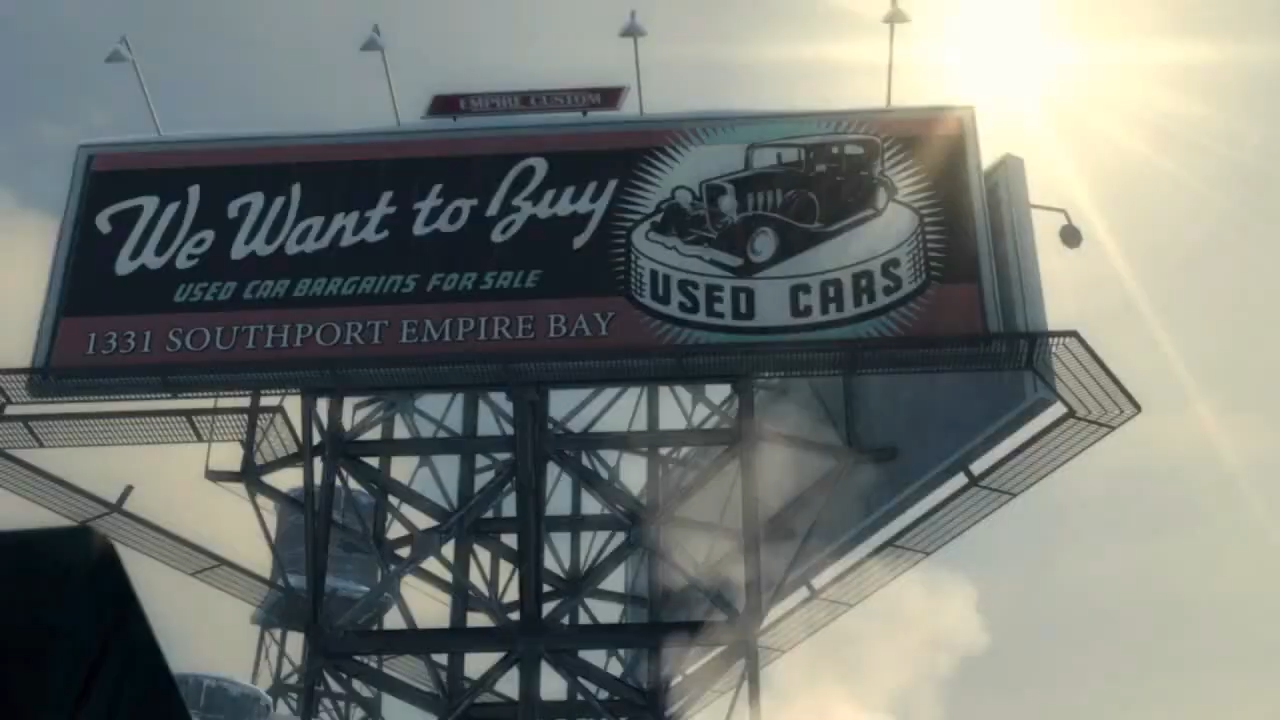 EMPIRE CUSTOM
We Want to Buy
USED CAR BARGAINS FOR SALE
1331 SOUTHPORT EMPIRE BAY
USED CARS